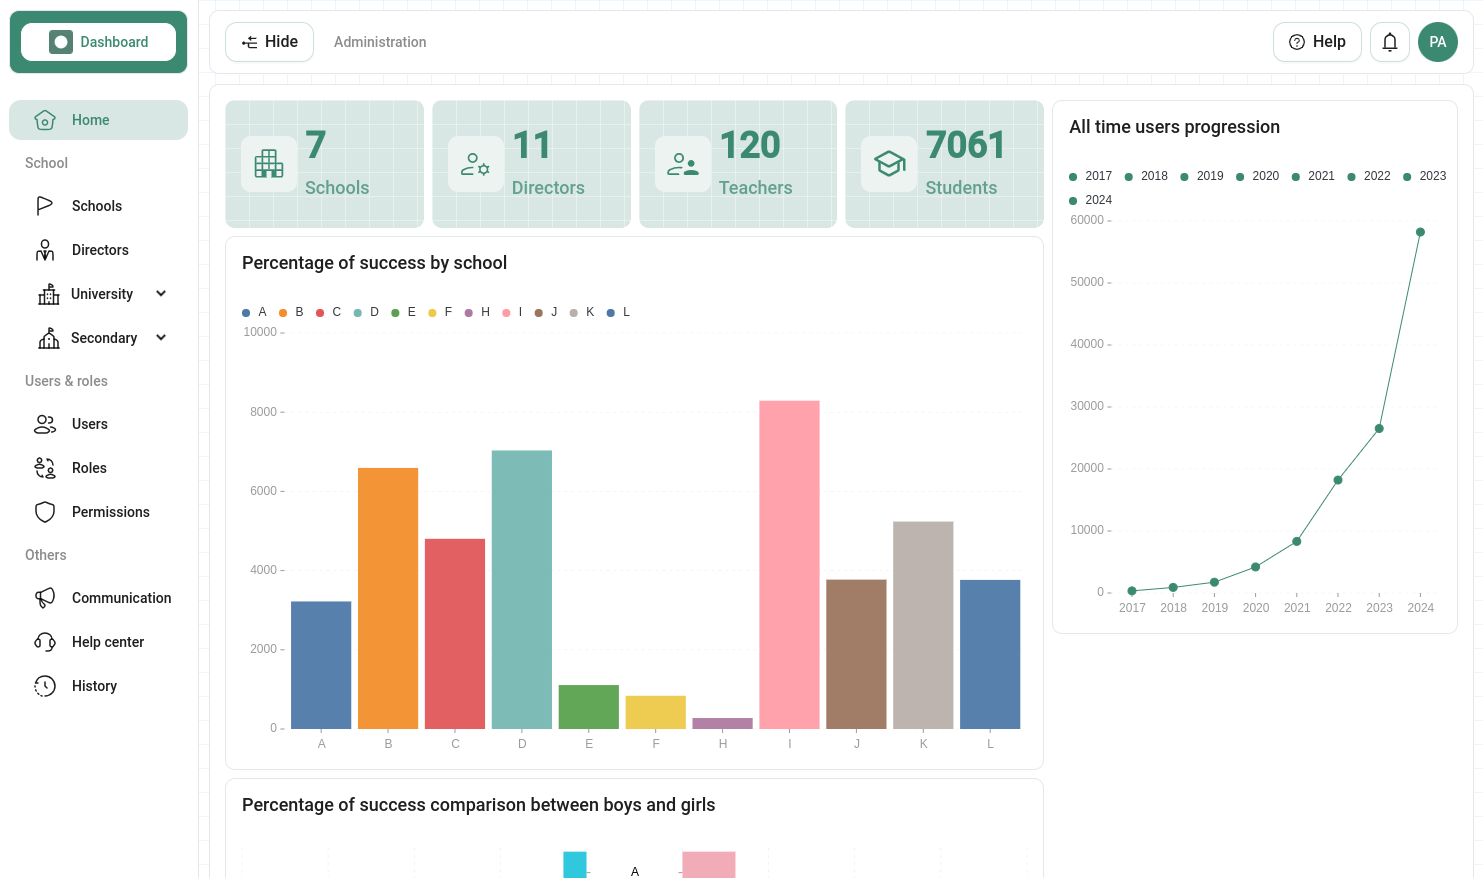 Dashboard
Hide
Administration
Help
PA
Home
School
Schools
Directors
University
Secondary
Users & roles
Users
Roles
Permissions
Others
Communication
Help center
History
7
Schools
11
Directors
120
Teachers
7061
Students
Percentage of success by school
A B C D E F H I J K L
10000
8000
6000
4000
2000
0
A B C D E F H I J K L
Percentage of success comparison between boys and girls
A
All time users progression
2017 2018 2019 2020 2021 2022 2023
2024
60000
50000
40000
30000
20000
10000
0
2017 2018 2019 2020 2021 2022 2023 2024